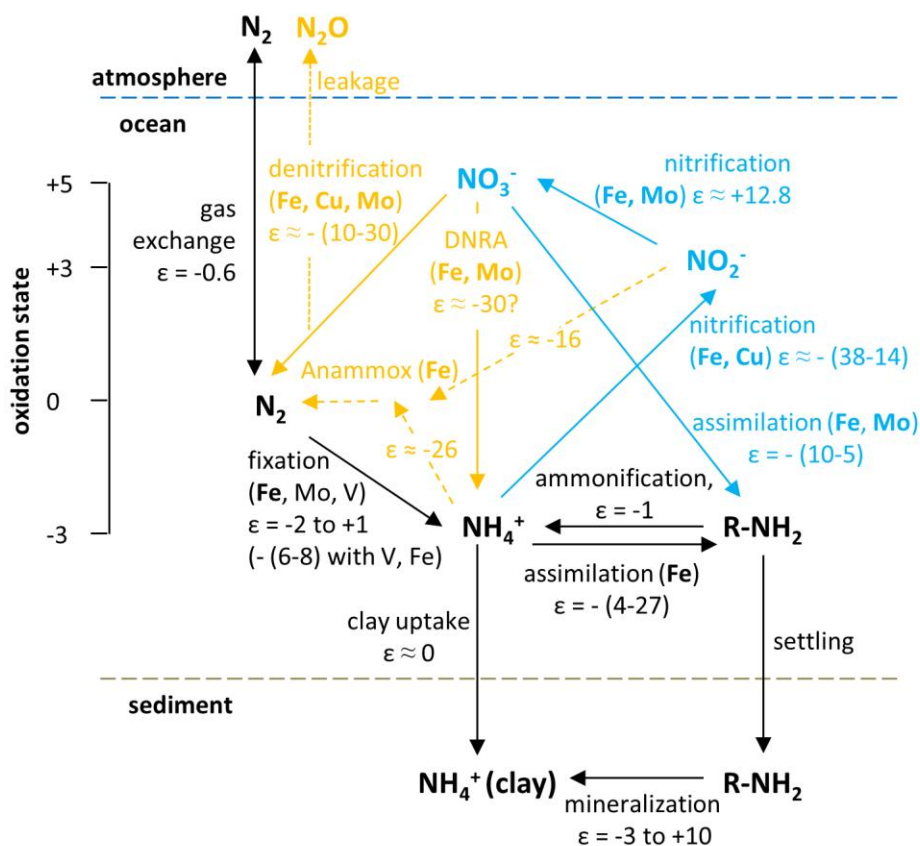 N₂
N₂O
atmosphere
leakage
ocean
oxidation state
+5
+3
0
-3
gas
exchange
ε = -0.6
denitrification
(Fe, Cu, Mo)
ε ≈ - (10-30)
NO₃⁻
DNRA
(Fe, Mo)
ε ≈ -30?
nitrification
(Fe, Mo) ε ≈ +12.8
NO₂⁻
ε ≈ -16
nitrification
(Fe, Cu) ε ≈ - (38-14)
Anammox (Fe)
N₂
ε ≈ -26
assimilation (Fe, Mo)
ε = - (10-5)
fixation
(Fe, Mo, V)
ε = -2 to +1
(- (6-8) with V, Fe)
NH₄⁺
ammonification,
ε = -1
R-NH₂
assimilation (Fe)
ε = - (4-27)
clay uptake
ε ≈ 0
settling
sediment
NH₄⁺ (clay)
R-NH₂
mineralization
ε = -3 to +10